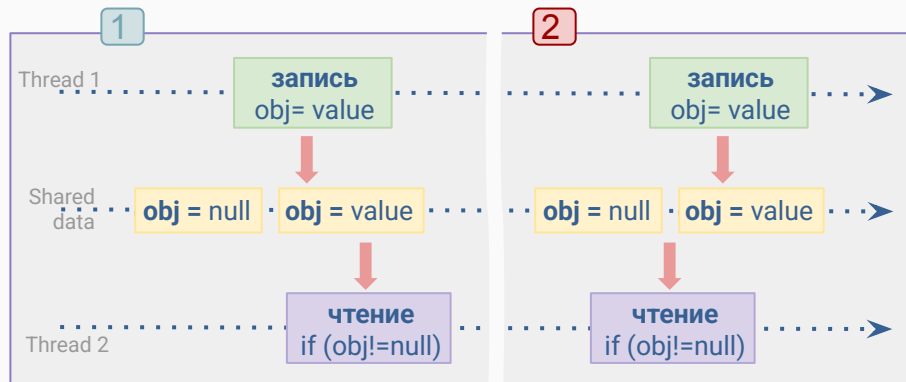 1
2
Thread 1
запись
obj= value
запись
obj= value
Shared
data
obj = null
obj = value
obj = null
obj = value
чтение
if (obj!=null)
чтение
if (obj!=null)
Thread 2